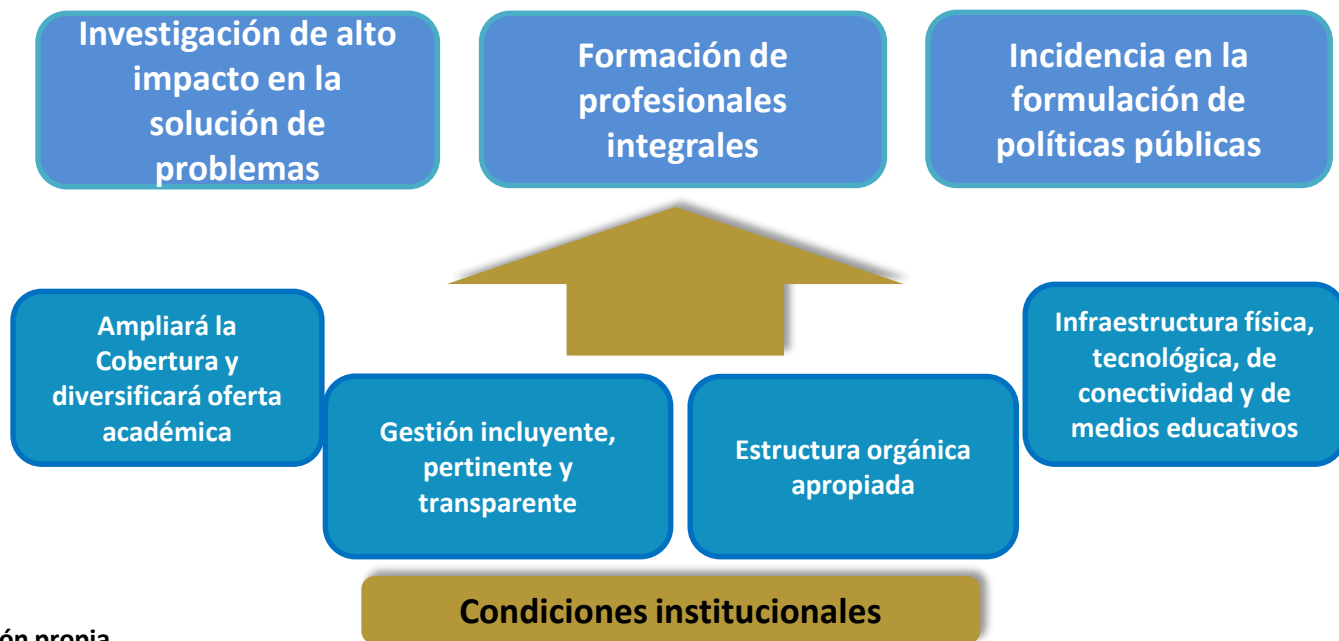 Investigación de alto
impacto en la
solución de
problemas
Formación de
profesionales
integrales
Incidencia en la
formulación de
políticas públicas
Ampliará la
Cobertura y
diversificará oferta
académica
Gestión incluyente,
pertinente y
transparente
Estructura orgánica
apropiada
Infraestructura física,
tecnológica, de
conectividad y de
medios educativos
Condiciones institucionales
propia